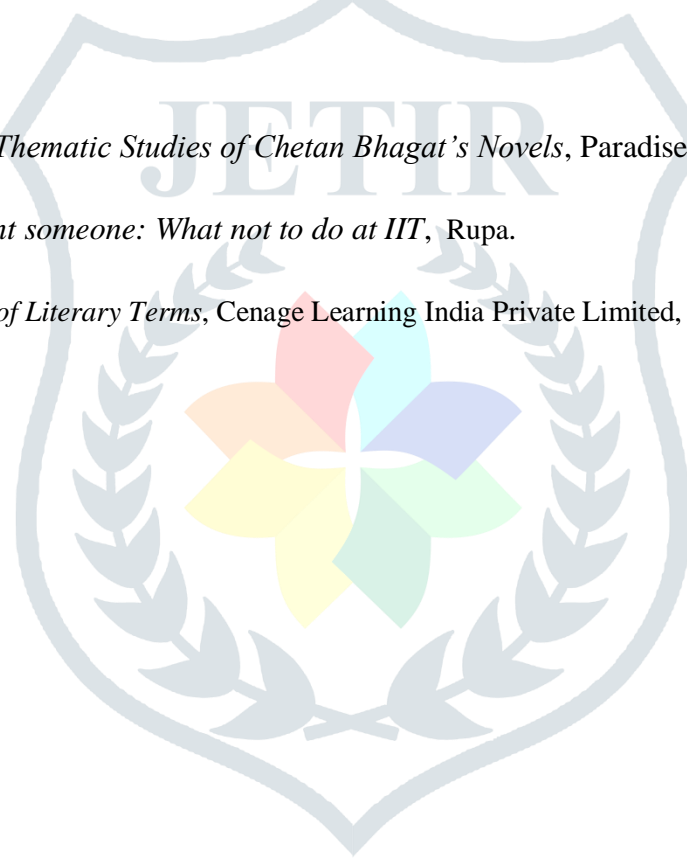 JETIR
Thematic Studies of Chetan Bhagat's Novels, Paradise
nt someone: What not to do at IIT, Rupa.
of Literary Terms, Cenage Learning India Private Limited,